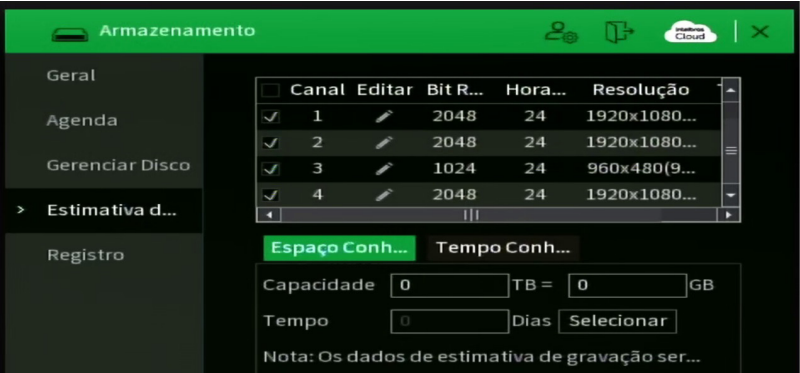 Armazenamento
intelbras
Cloud
Geral
Agenda
Gerenciar Disco
> Estimativa d...
Registro
Canal Editar Bit R... Hora... Resolução
1 2048 24 1920x1080...
2 2048 24 1920x1080...
3 1024 24 960x480(9...
4 2048 24 1920x1080...
Espaço Conh... Tempo Conh...
Capacidade 0 TB = 0 GB
Tempo 0 Dias Selecionar
Nota: Os dados de estimativa de gravação ser...